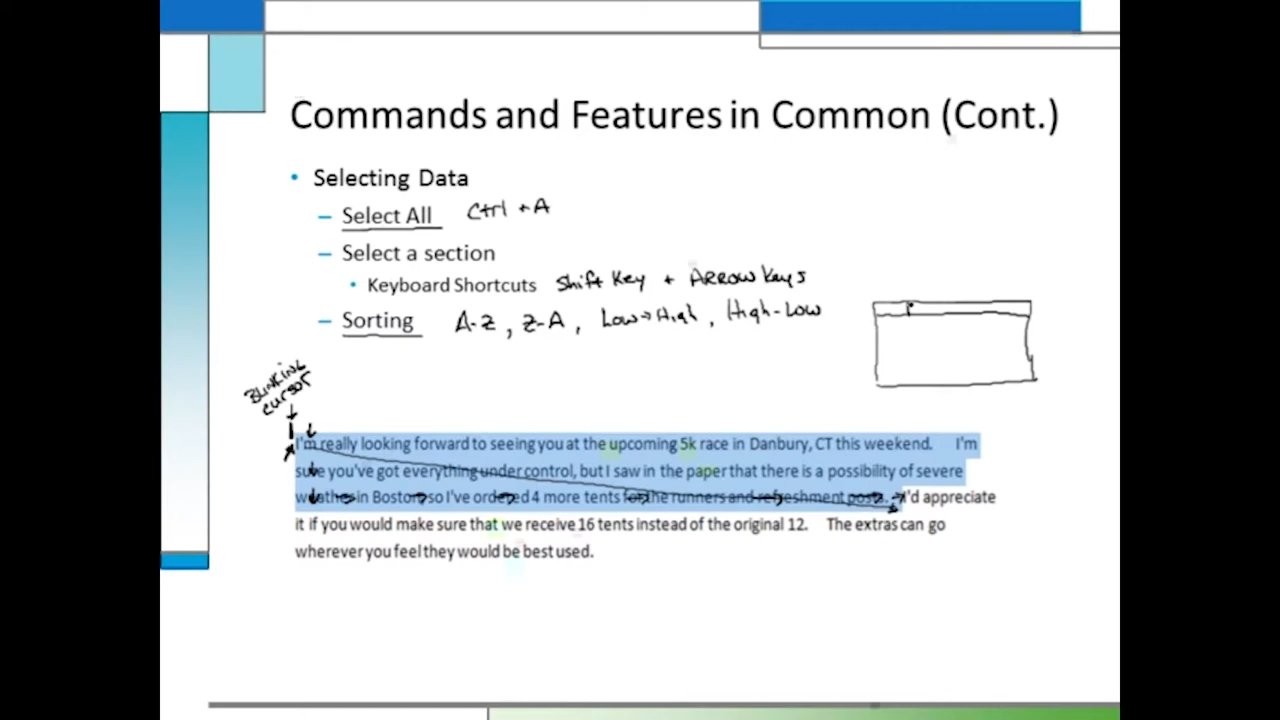 Commands and Features in Common (Cont.)
• Selecting Data
– Select All Ctrl + A
– Select a section
• Keyboard Shortcuts Shift Key + ARROW Keys
– Sorting A-Z, Z-A, Low→High, High-Low
BLINKING
cursor
I'm really looking forward to seeing you at the upcoming 5k race in Danbury, CT this weekend. I'm
sure you've got everything under control, but I saw in the paper that there is a possibility of severe
weather in Boston so I've ordered 4 more tents for the runners and refreshment posts. I'd appreciate
it if you would make sure that we receive 16 tents instead of the original 12. The extras can go
wherever you feel they would be best used.